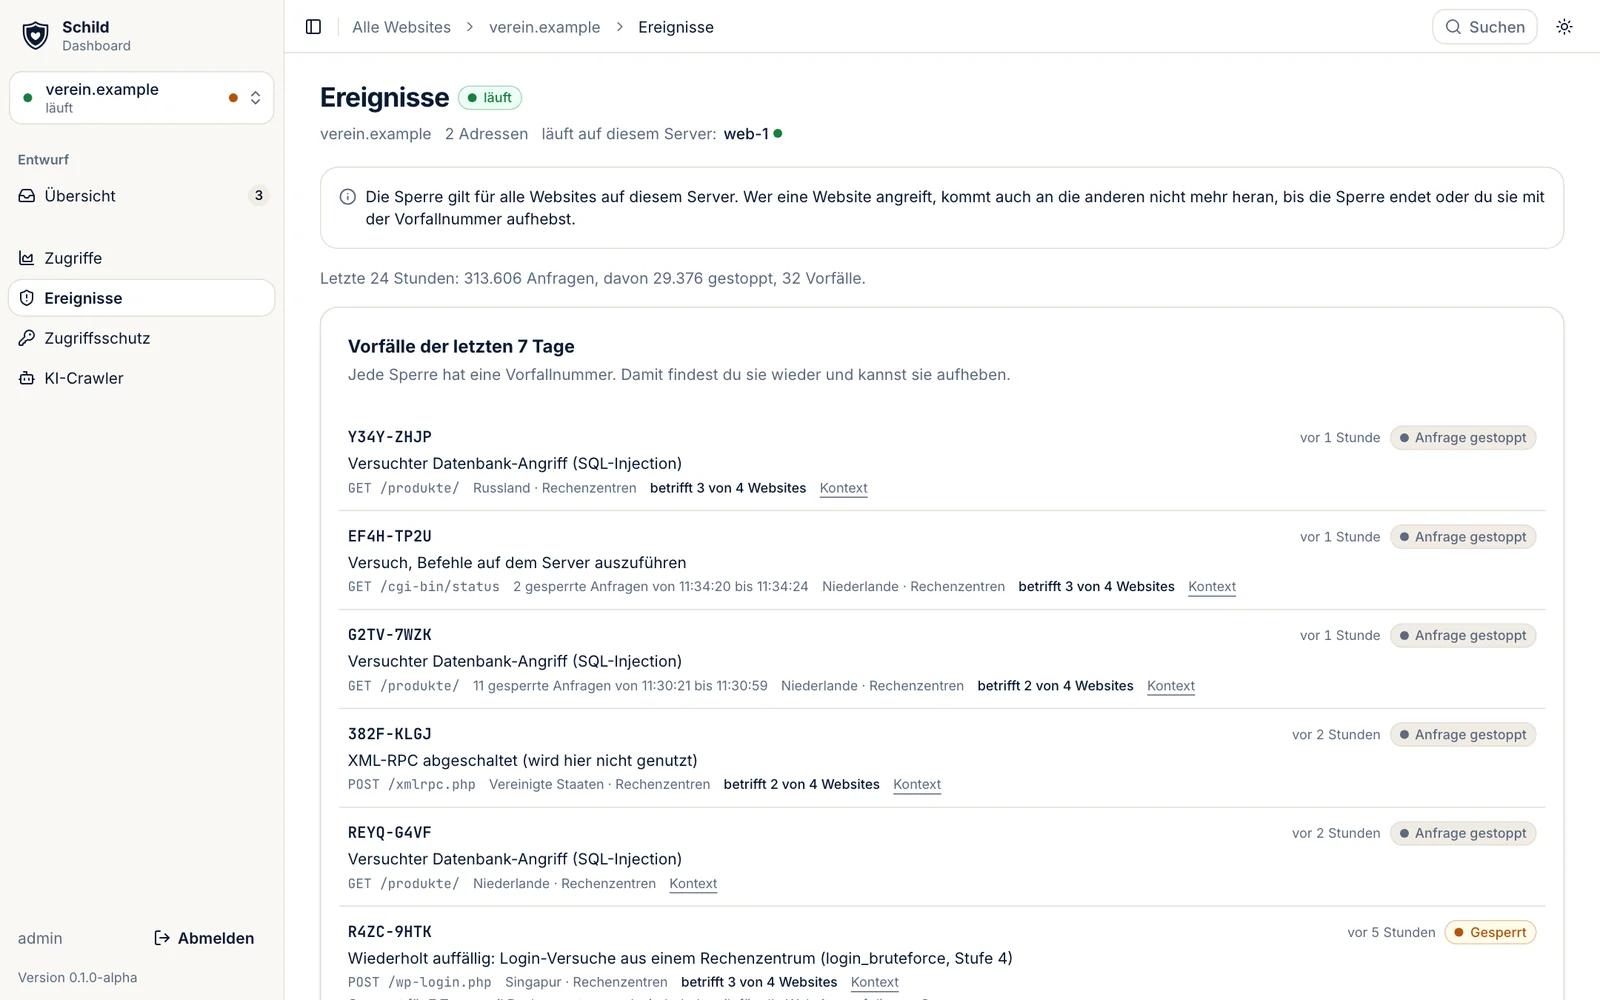 Schild
Dashboard
verein.example
läuft
Entwurf
Übersicht 3
Zugriffe
Ereignisse
Zugriffsschutz
KI-Crawler
admin
Abmelden
Version 0.1.0-alpha
Alle Websites > verein.example > Ereignisse
Suchen
Ereignisse läuft
verein.example 2 Adressen läuft auf diesem Server: web-1
Die Sperre gilt für alle Websites auf diesem Server. Wer eine Website angreift, kommt auch an die anderen nicht mehr heran, bis die Sperre endet oder du sie mit
der Vorfallnummer aufhebst.
Letzte 24 Stunden: 313.606 Anfragen, davon 29.376 gestoppt, 32 Vorfälle.
Vorfälle der letzten 7 Tage
Jede Sperre hat eine Vorfallnummer. Damit findest du sie wieder und kannst sie aufheben.
Y34Y-ZHJP vor 1 Stunde Anfrage gestoppt
Versuchter Datenbank-Angriff (SQL-Injection)
GET /produkte/ Russland · Rechenzentren betrifft 3 von 4 Websites Kontext
EF4H-TP2U vor 1 Stunde Anfrage gestoppt
Versuch, Befehle auf dem Server auszuführen
GET /cgi-bin/status 2 gesperrte Anfragen von 11:34:20 bis 11:34:24 Niederlande · Rechenzentren betrifft 3 von 4 Websites Kontext
G2TV-7WZK vor 1 Stunde Anfrage gestoppt
Versuchter Datenbank-Angriff (SQL-Injection)
GET /produkte/ 11 gesperrte Anfragen von 11:30:21 bis 11:30:59 Niederlande · Rechenzentren betrifft 2 von 4 Websites Kontext
382F-KLGJ vor 2 Stunden Anfrage gestoppt
XML-RPC abgeschaltet (wird hier nicht genutzt)
POST /xmlrpc.php Vereinigte Staaten · Rechenzentren betrifft 2 von 4 Websites Kontext
REYQ-G4VF vor 2 Stunden Anfrage gestoppt
Versuchter Datenbank-Angriff (SQL-Injection)
GET /produkte/ Niederlande · Rechenzentren Kontext
R4ZC-9HTK vor 5 Stunden Gesperrt
Wiederholt auffällig: Login-Versuche aus einem Rechenzentrum (login_bruteforce, Stufe 4)
POST /wp-login.php Singapur · Rechenzentren betrifft 3 von 4 Websites Kontext